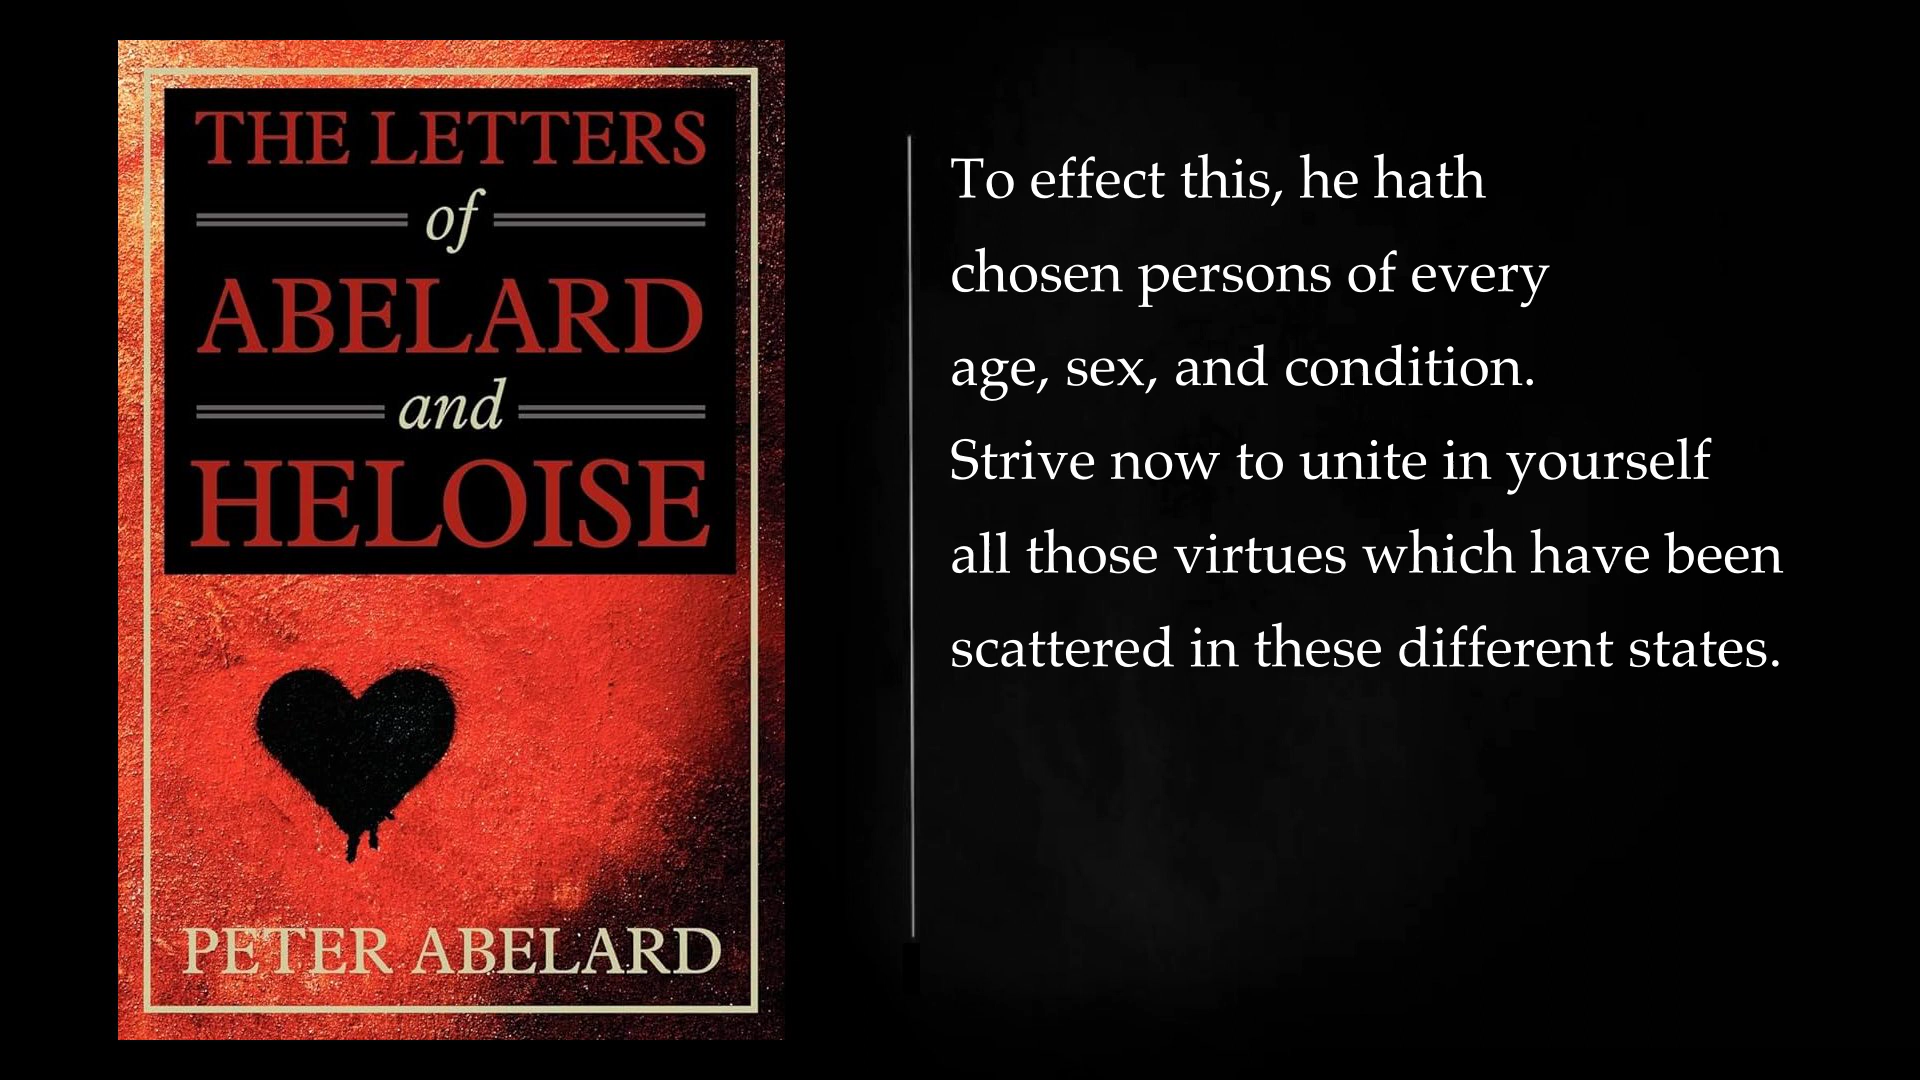 THE LETTERS
of
ABELARD
and
HELOISE
PETER ABELARD
To effect this, he hath
chosen persons of every
age, sex, and condition.
Strive now to unite in yourself
all those virtues which have been
scattered in these different states.